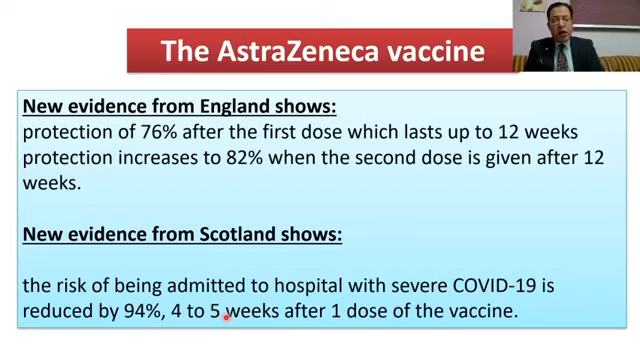 The AstraZeneca vaccine
New evidence from England shows:
protection of 76% after the first dose which lasts up to 12 weeks
protection increases to 82% when the second dose is given after 12
weeks.
New evidence from Scotland shows:
the risk of being admitted to hospital with severe COVID-19 is
reduced by 94%, 4 to 5 weeks after 1 dose of the vaccine.